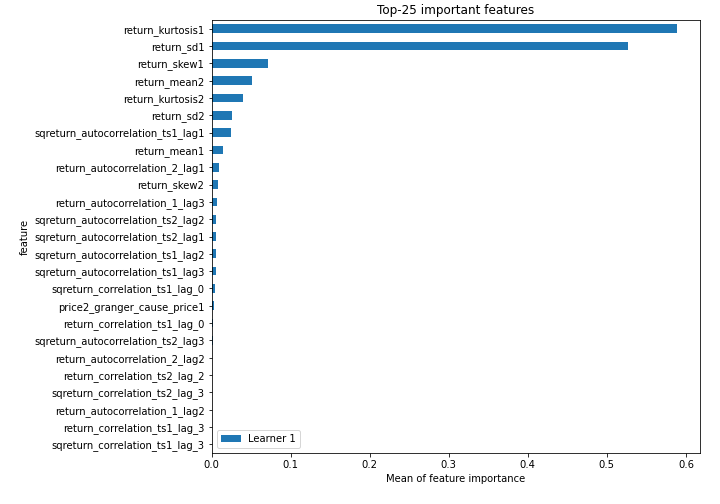 Top-25 important features
return_kurtosis1
return_sd1
return_skew1
return_mean2
return_kurtosis2
return_sd2
sqreturn_autocorrelation_ts1_lag1
return_mean1
return_autocorrelation_2_lag1
return_skew2
return_autocorrelation_1_lag3
sqreturn_autocorrelation_ts2_lag2
sqreturn_autocorrelation_ts2_lag1
sqreturn_autocorrelation_ts1_lag2
sqreturn_autocorrelation_ts1_lag3
sqreturn_correlation_ts1_lag_0
price2_granger_cause_price1
return_correlation_ts1_lag_0
sqreturn_autocorrelation_ts2_lag3
return_autocorrelation_2_lag2
return_correlation_ts2_lag_2
sqreturn_correlation_ts2_lag_3
return_autocorrelation_1_lag2
return_correlation_ts1_lag_3
sqreturn_correlation_ts1_lag_3
feature
Learner 1
0.0 0.1 0.2 0.3 0.4 0.5 0.6
Mean of feature importance